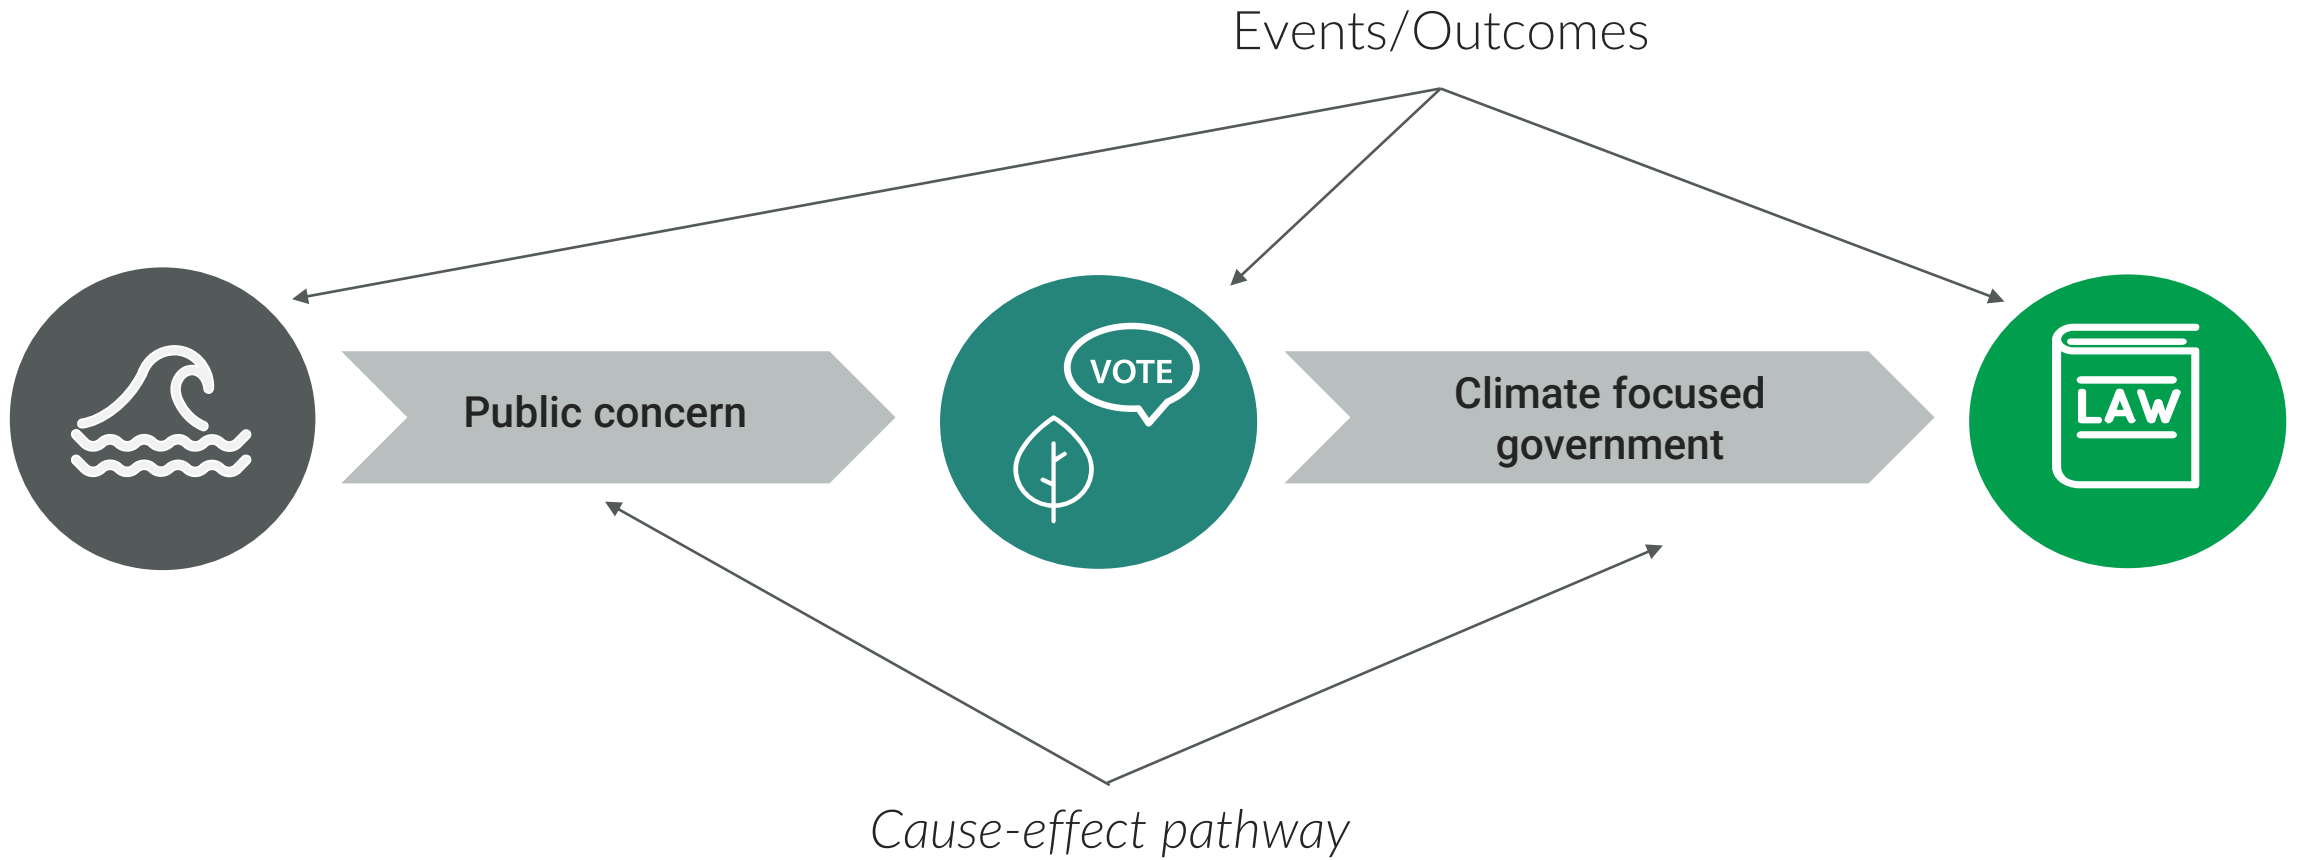 Events/Outcomes
Public concern
VOTE
Climate focused
government
LAW
Cause-effect pathway